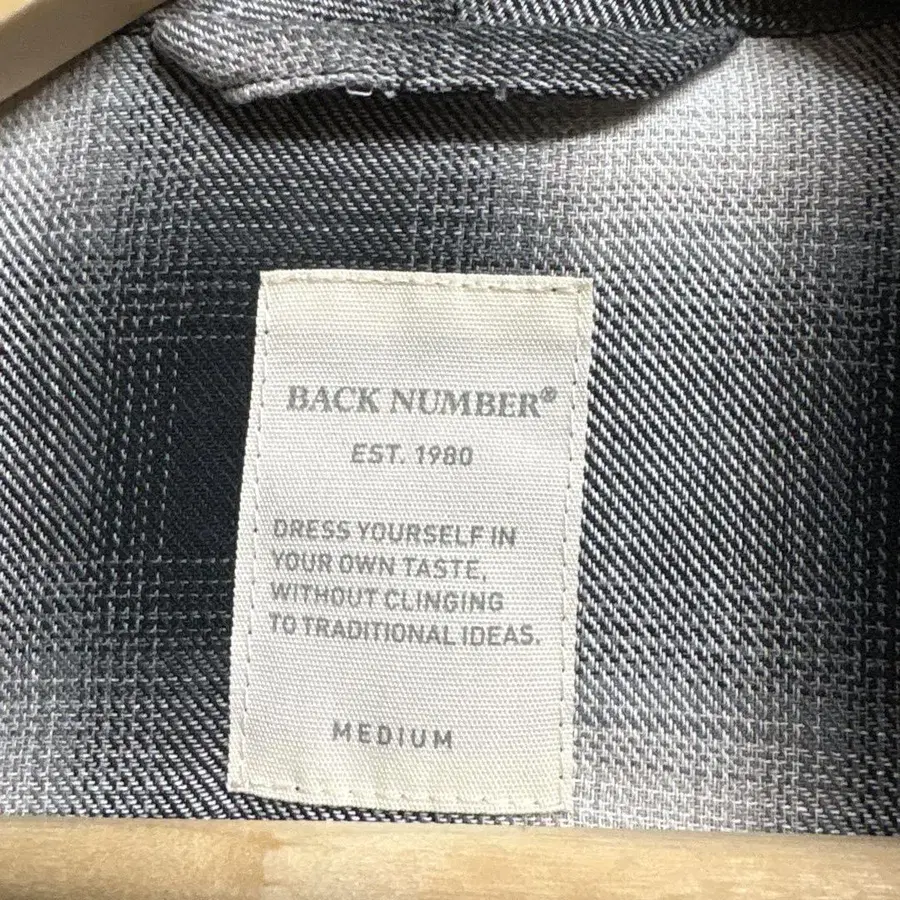 BACK NUMBER®
EST. 1980
DRESS YOURSELF IN
YOUR OWN TASTE,
WITHOUT CLINGING
TO TRADITIONAL IDEAS.
MEDIUM